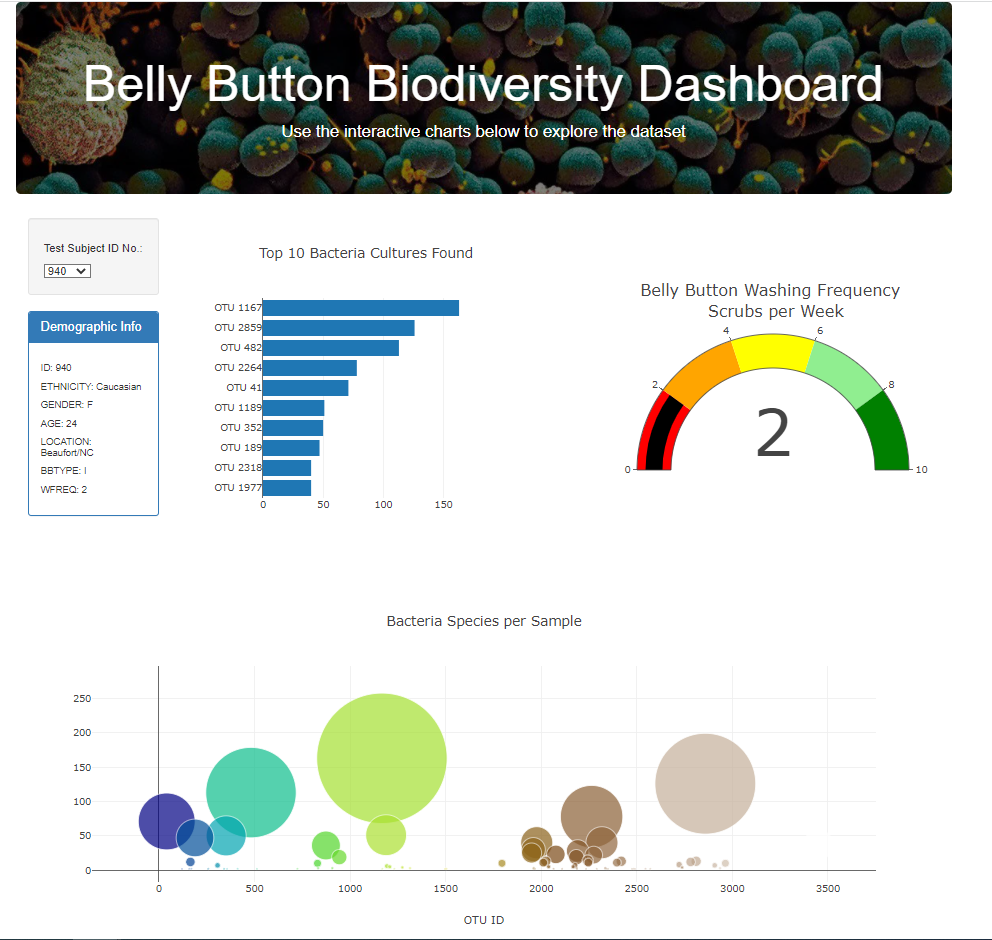 Belly Button Biodiversity Dashboard
Use the interactive charts below to explore the dataset
Test Subject ID No.:
940
Demographic Info
ID: 940
ETHNICITY: Caucasian
GENDER: F
AGE: 24
LOCATION:
Beaufort/NC
BBTYPE: I
WFREQ: 2
Top 10 Bacteria Cultures Found
OTU 1167
OTU 2859
OTU 482
OTU 2264
OTU 41
OTU 1189
OTU 352
OTU 189
OTU 2318
OTU 1977
0 50 100 150
Belly Button Washing Frequency
Scrubs per Week
4 6
2 8
2
0 10
Bacteria Species per Sample
250
200
150
100
50
0
0 500 1000 1500 2000 2500 3000 3500
OTU ID